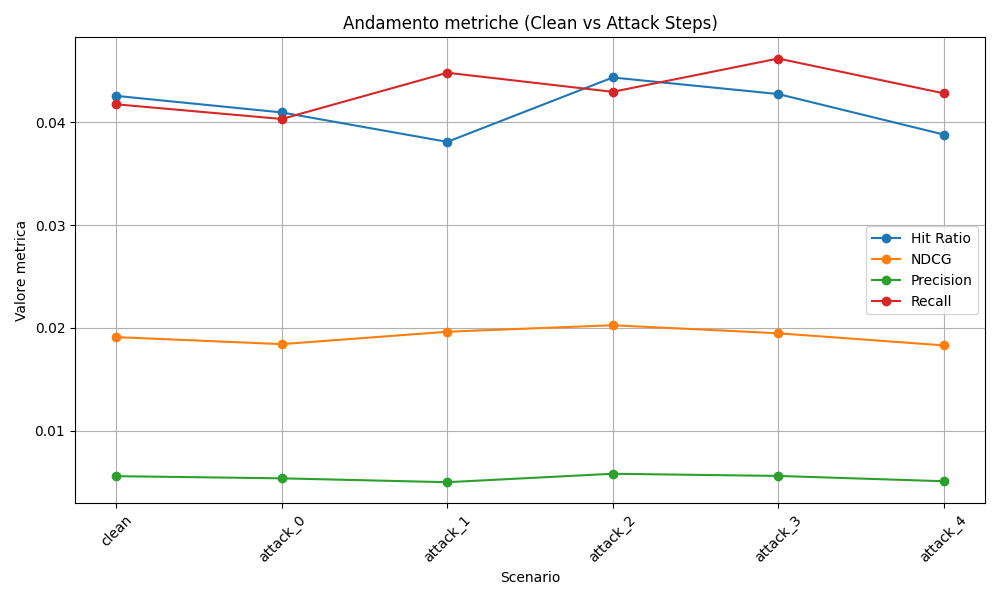 Andamento metriche (Clean vs Attack Steps)
Valore metrica
0.04
0.03
0.02
0.01
Hit Ratio
NDCG
Precision
Recall
clean
attack_0
attack_1
attack_2
attack_3
attack_4
Scenario